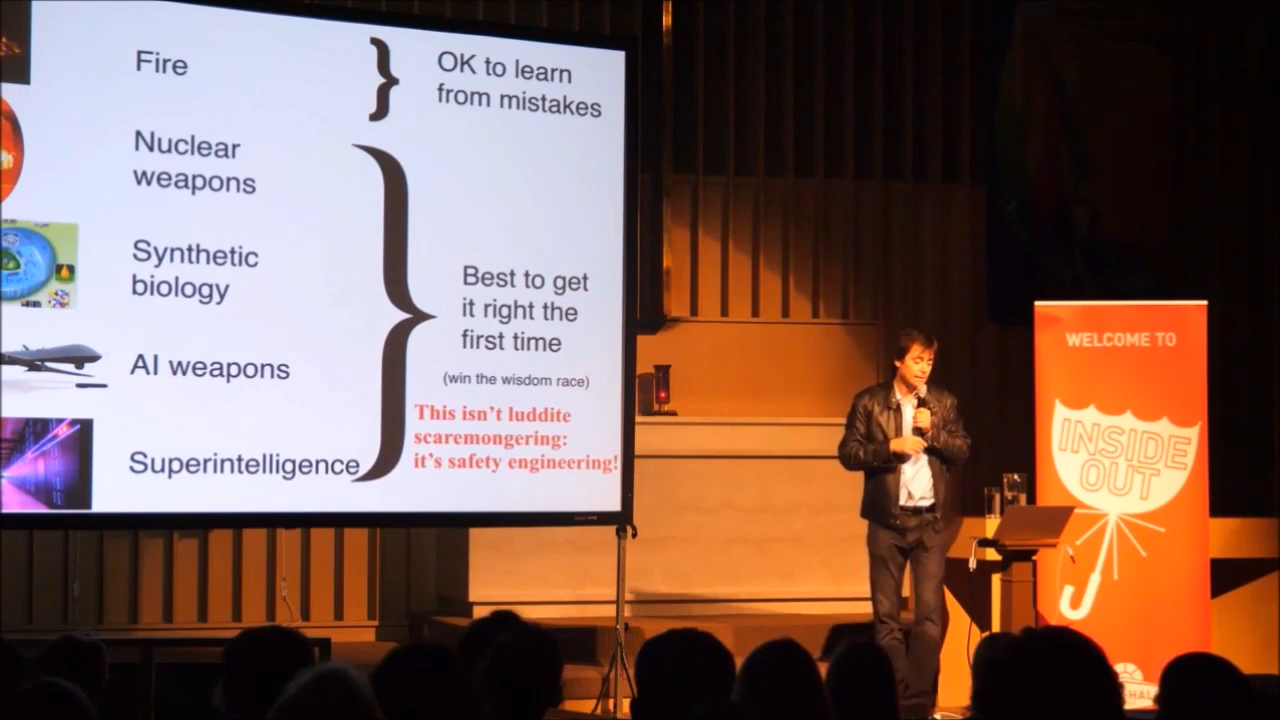 Fire
OK to learn
from mistakes
Nuclear
weapons
Synthetic
biology
AI weapons
Superintelligence
Best to get
it right the
first time
(win the wisdom race)
This isn't luddite
scaremongering:
it's safety engineering!
WELCOME TO
INSIDE
OUT